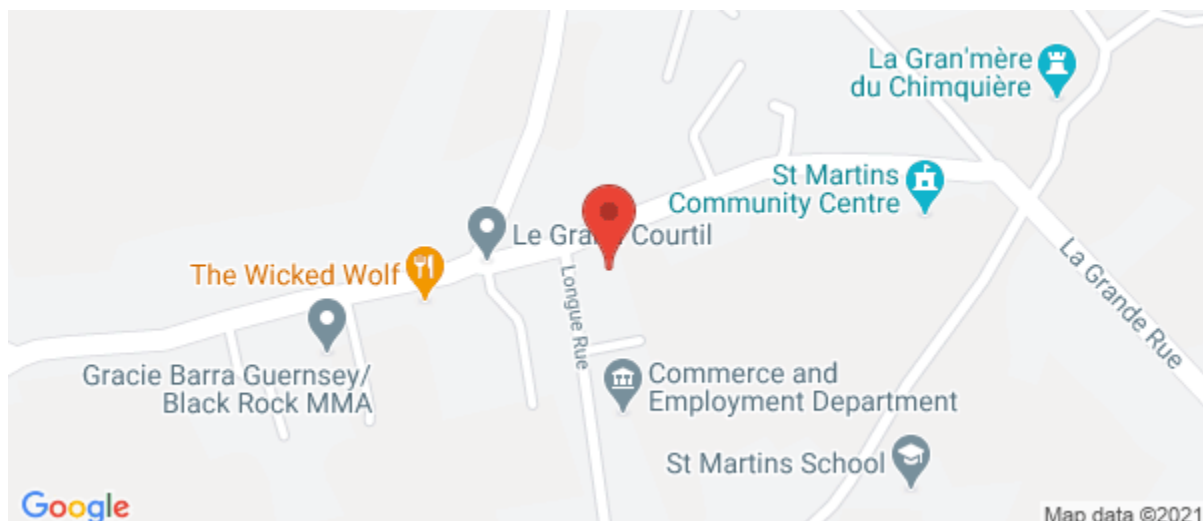 La Gran'mère
du Chimquière
St Martins
Community Centre
Le Grand Courtil
The Wicked Wolf
Longue Rue
La Grande Rue
Gracie Barra Guernsey/
Black Rock MMA
Commerce and
Employment Department
St Martins School
Google
Map data ©2021